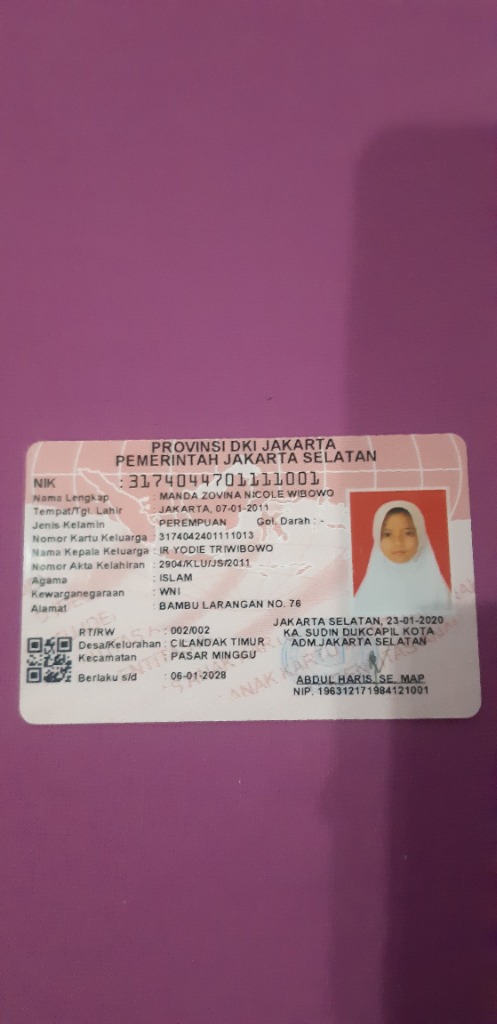 PROVINSI DKI JAKARTA
PEMERINTAH JAKARTA SELATAN
NIK : 3174044701111001
Nama Lengkap : MANDA ZOVINA NICOLE WIBOWO
Tempat/Tgl. Lahir : JAKARTA, 07-01-2011
Jenis Kelamin : PEREMPUAN Gol. Darah : -
Nomor Kartu Keluarga : 3174042401111013
Nama Kepala Keluarga : IR YODIE TRIWIBOWO
Nomor Akta Kelahiran : 2904/KLU/JS/2011
Agama : ISLAM
Kewarganegaraan : WNI
Alamat : BAMBU LARANGAN NO. 76
RT/RW : 002/002
Desa/Kelurahan : CILANDAK TIMUR
Kecamatan : PASAR MINGGU
Berlaku s/d : 06-01-2028
JAKARTA SELATAN, 23-01-2020
KA. SUDIN DUKCAPIL KOTA
ADM.JAKARTA SELATAN
ABDUL HARIS, SE, MAP
NIP. 196312171984121001
ANAK KARTU